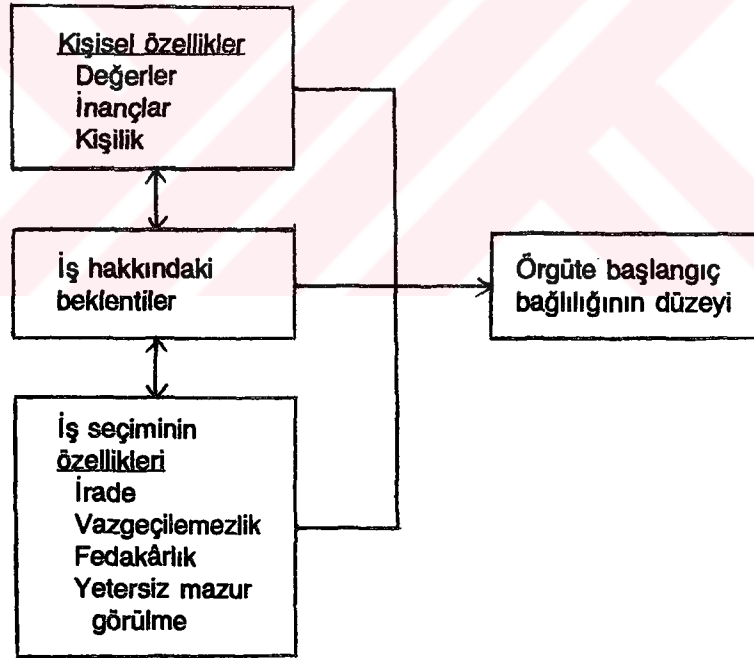 Kişisel özellikler
Değerler
İnançlar
Kişilik
İş hakkındaki
beklentiler
Örgüte başlangıç
bağlılığının düzeyi
İş seçiminin
özellikleri
İrade
Vazgeçilemezlik
Fedakârlık
Yetersiz mazur
görülme